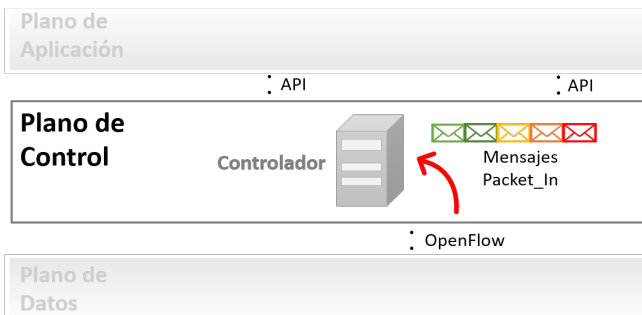 Plano de
Aplicación
API
API
Plano de
Control
Controlador
Mensajes
Packet_In
OpenFlow
Plano de
Datos